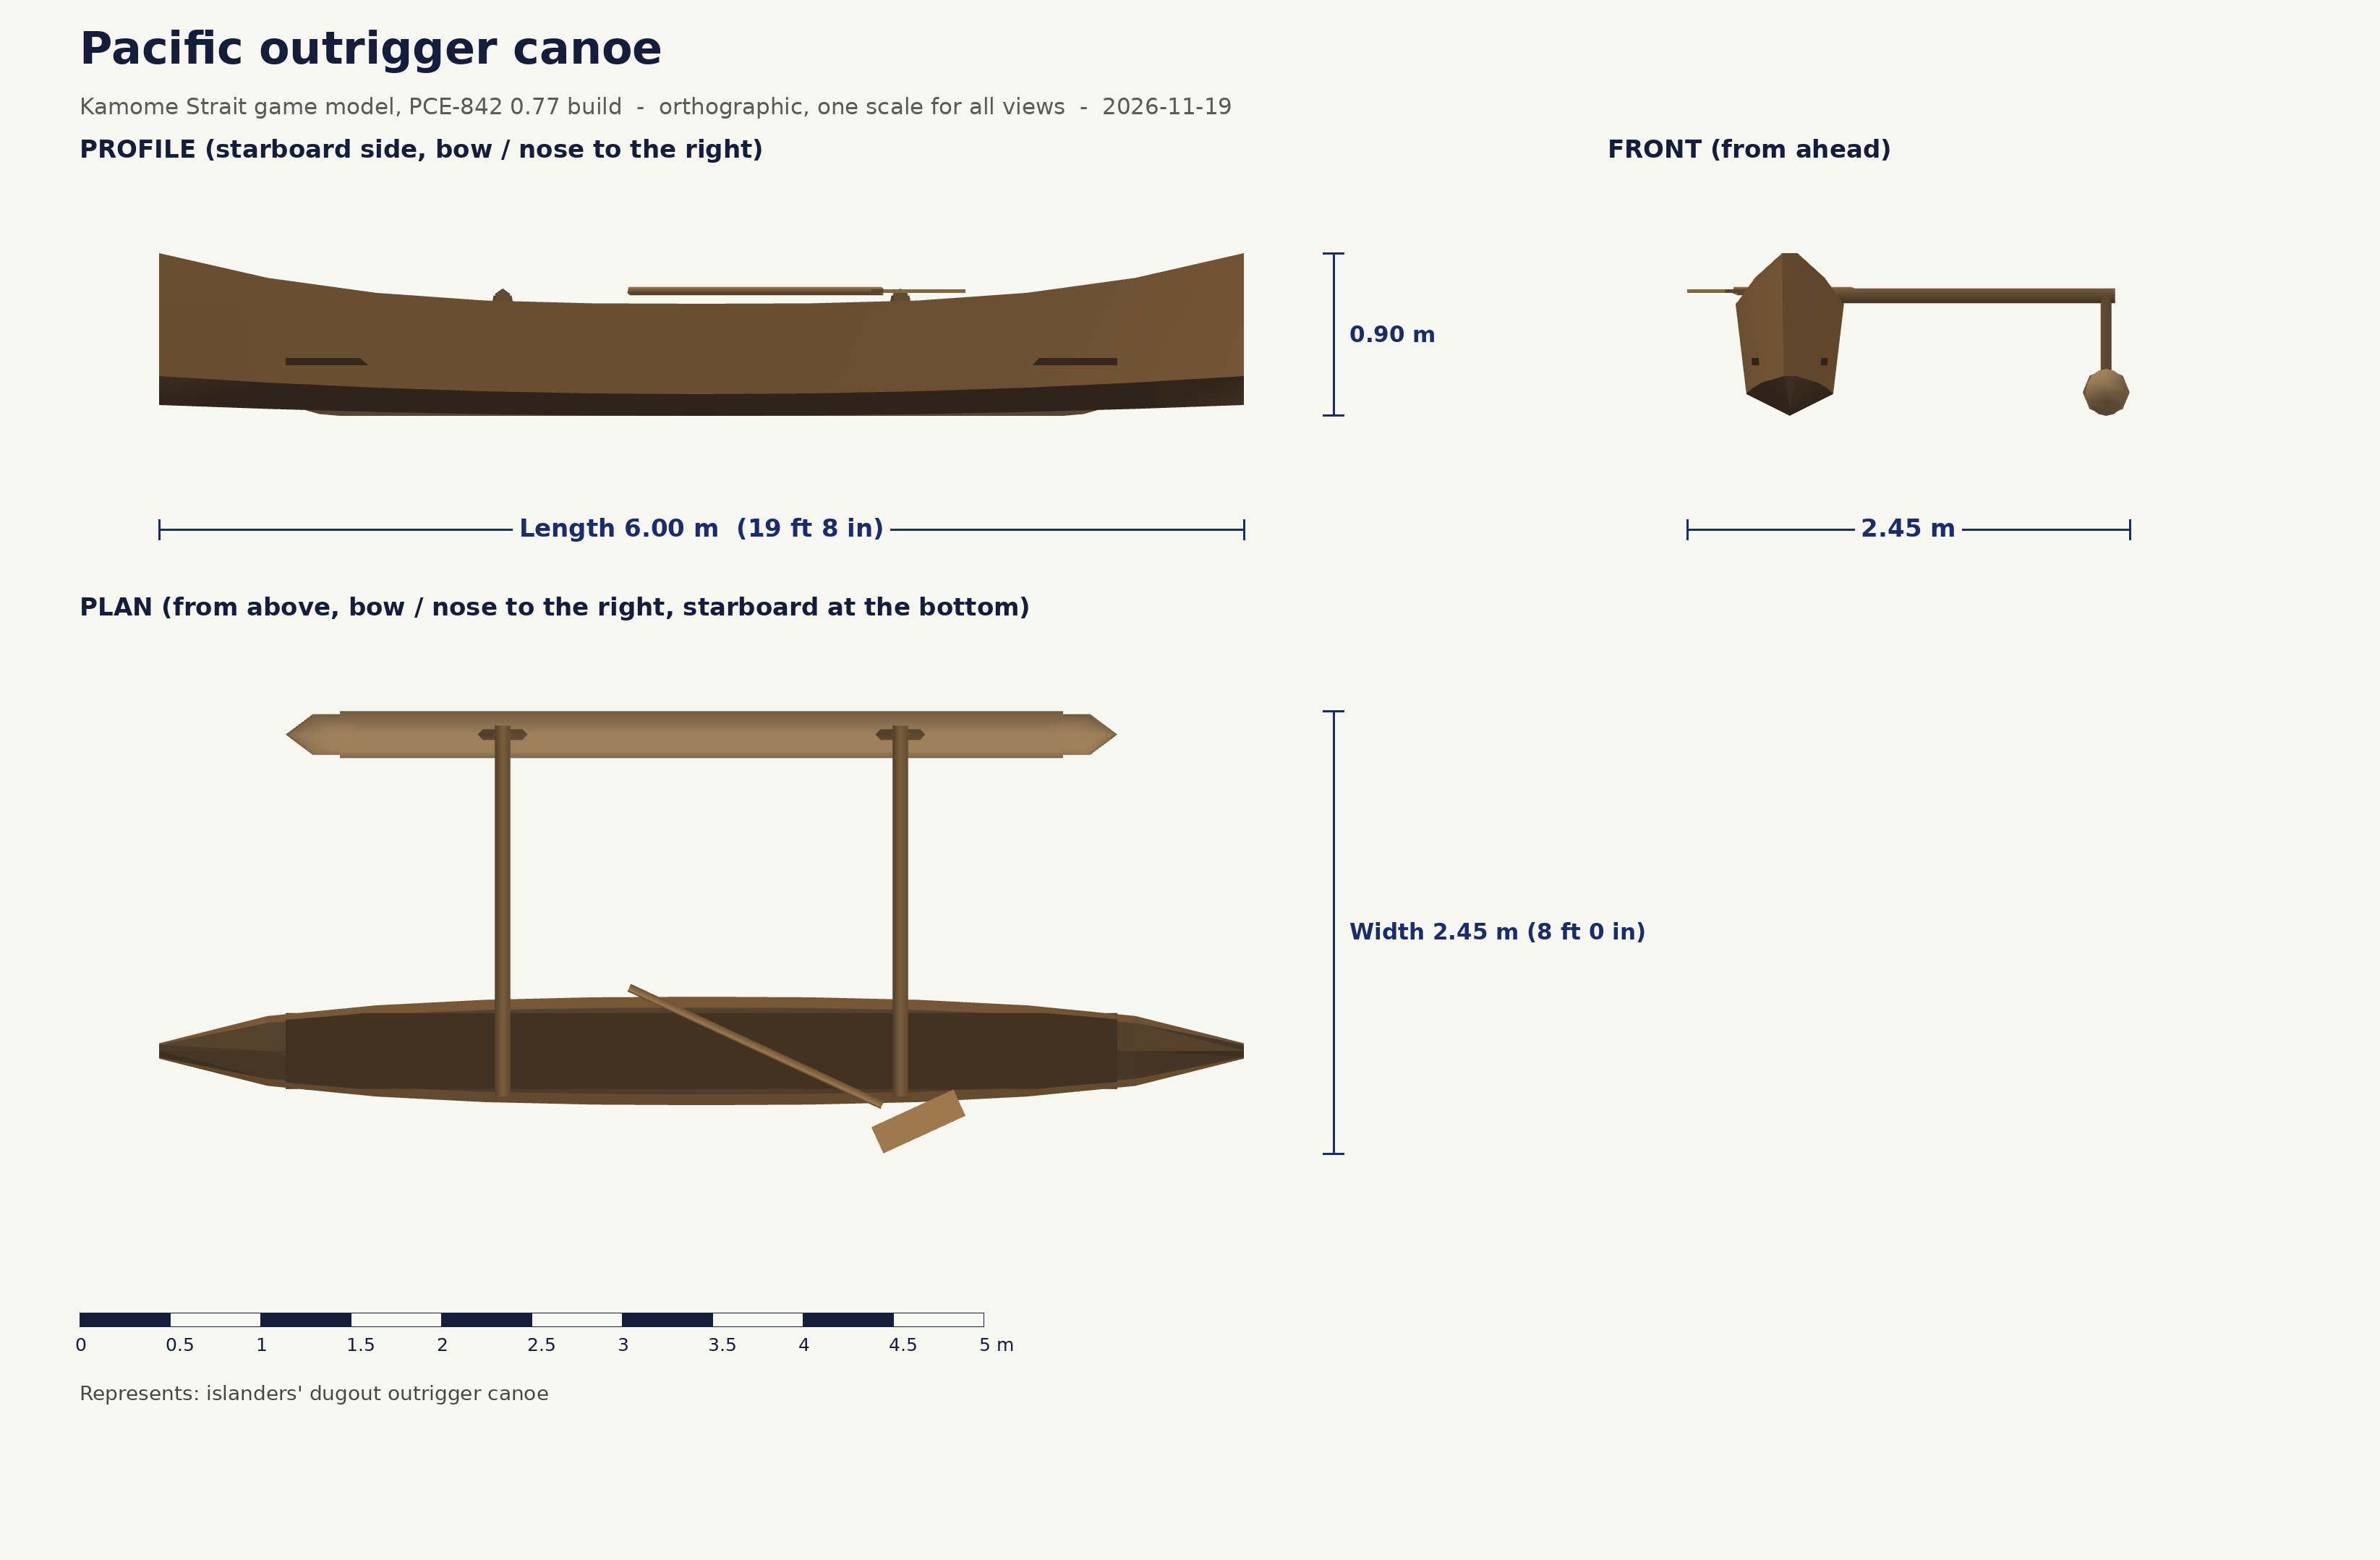 Pacific outrigger canoe
Kamome Strait game model, PCE-842 0.77 build - orthographic, one scale for all views - 2026-11-19
PROFILE (starboard side, bow / nose to the right)
FRONT (from ahead)
0.90 m
Length 6.00 m (19 ft 8 in)
2.45 m
PLAN (from above, bow / nose to the right, starboard at the bottom)
Width 2.45 m (8 ft 0 in)
0 0.5 1 1.5 2 2.5 3 3.5 4 4.5 5 m
Represents: islanders' dugout outrigger canoe